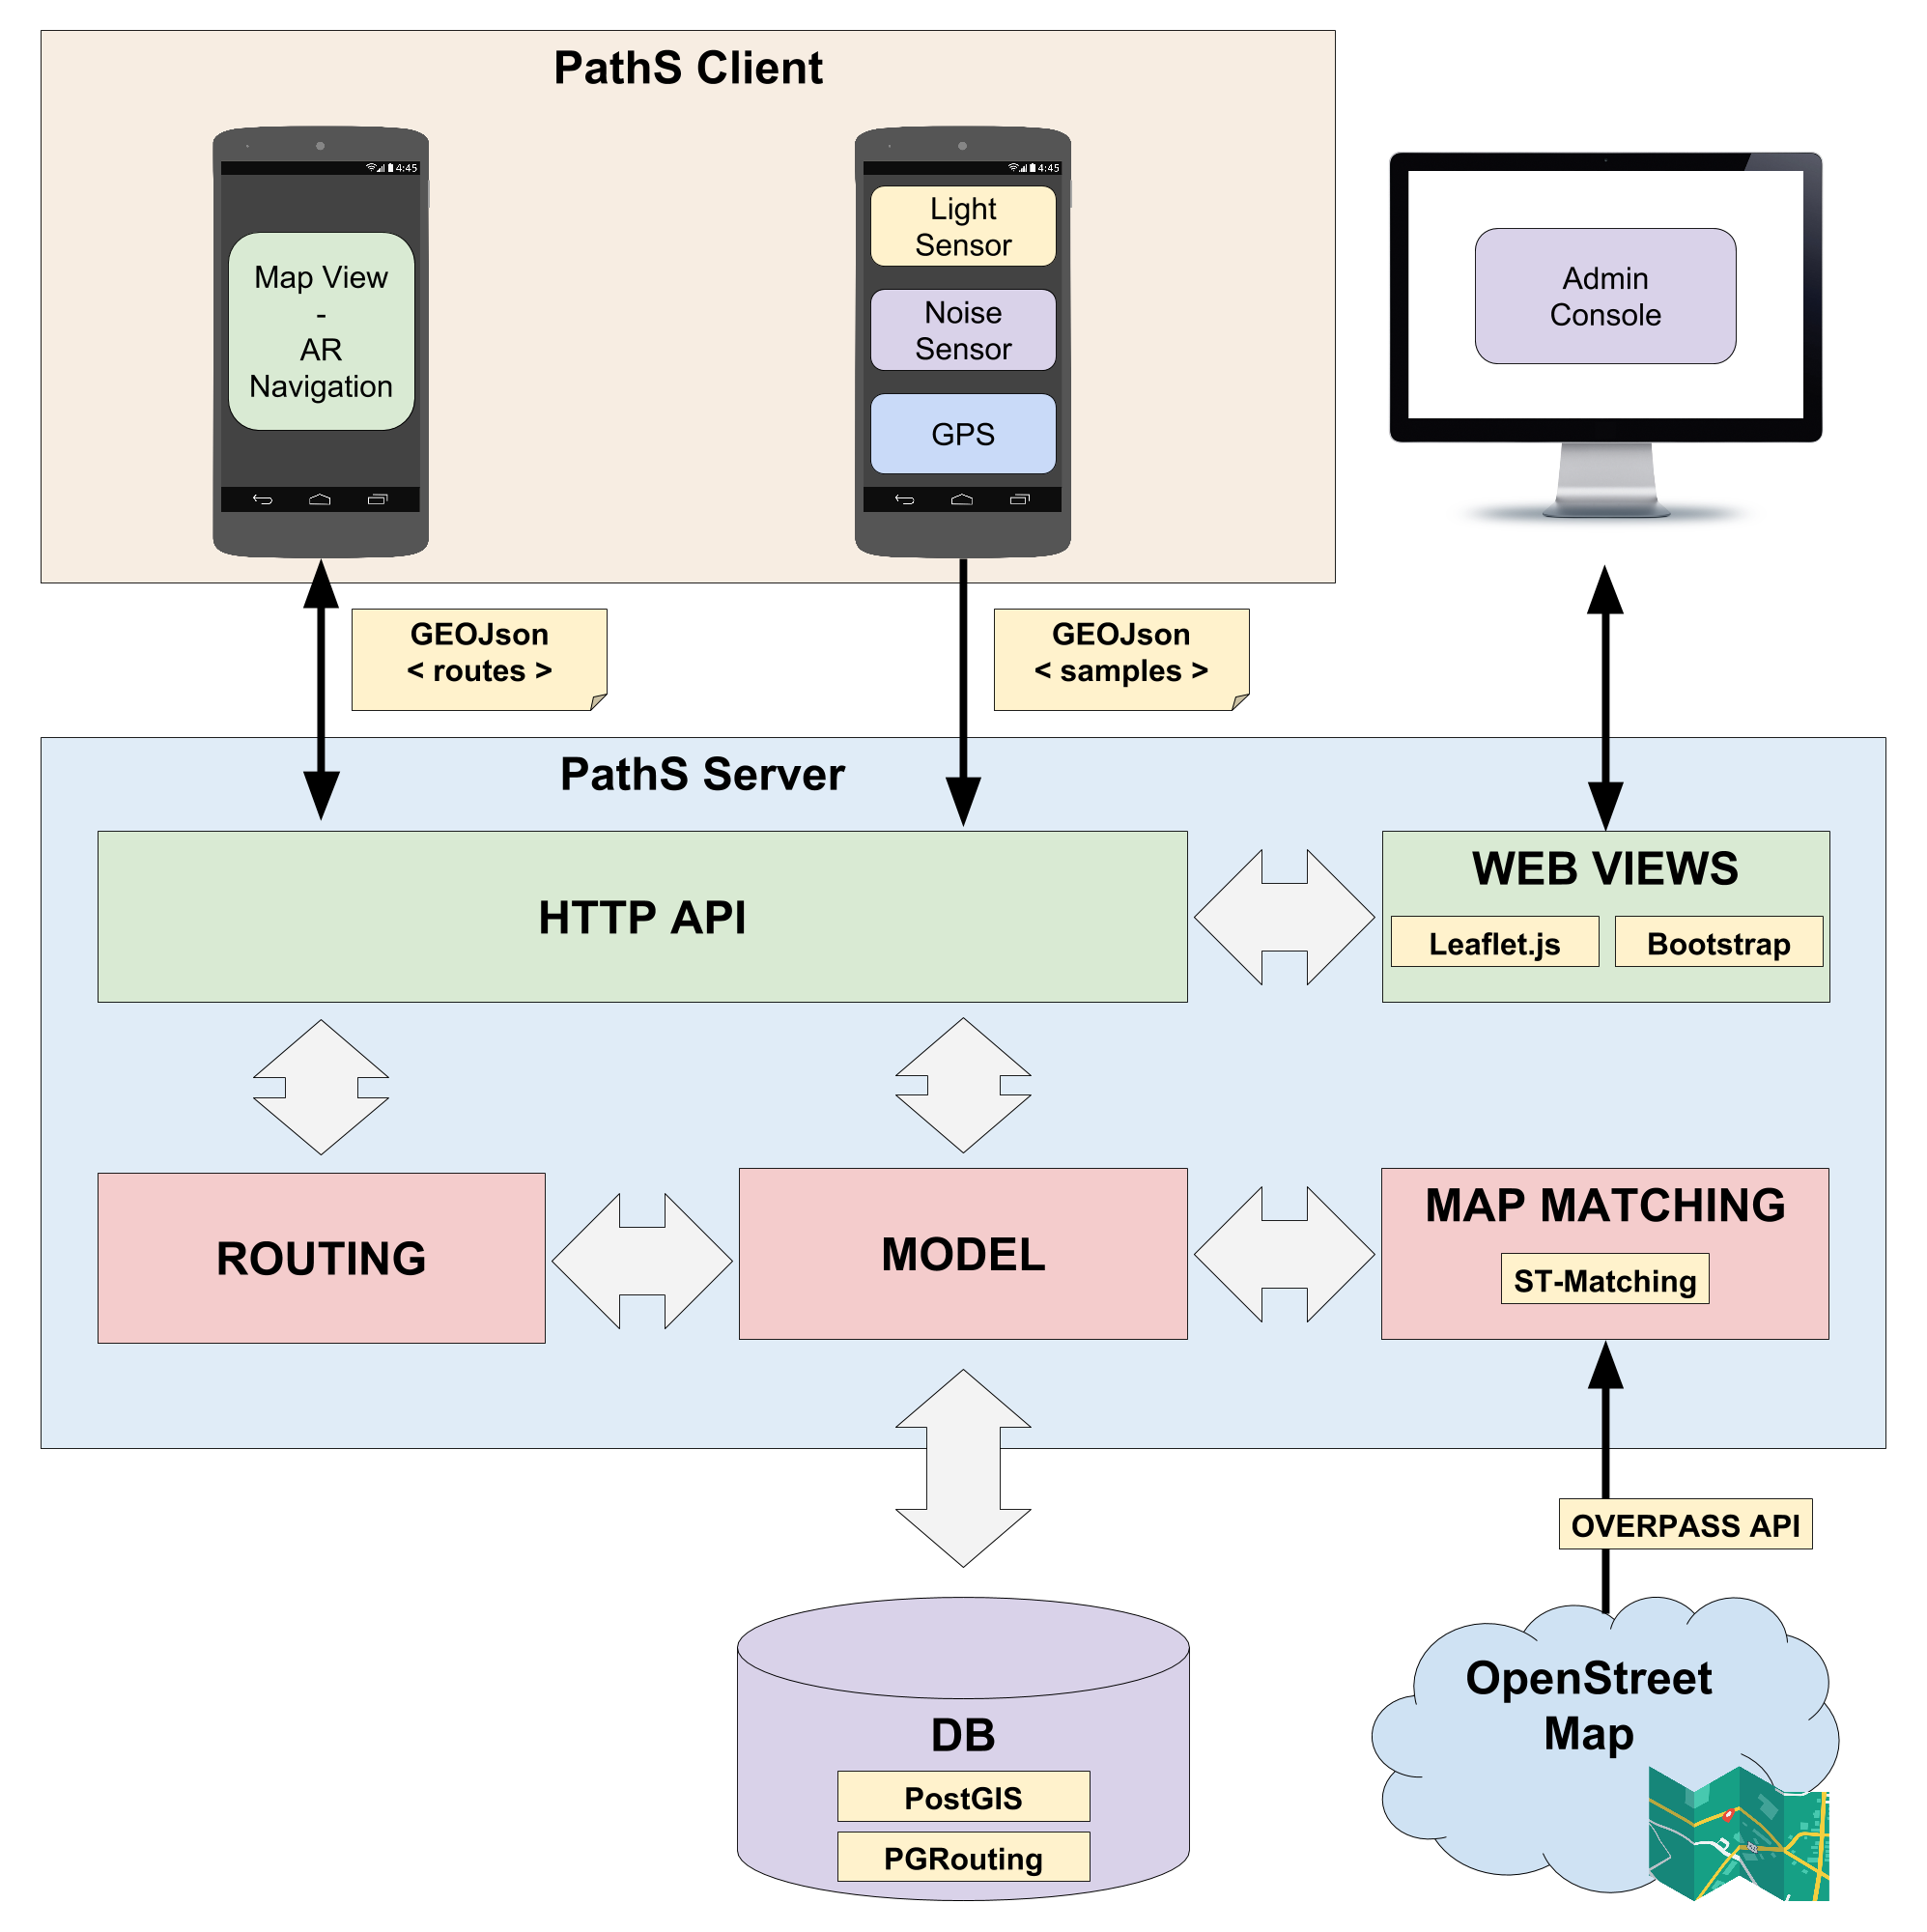 PathS Client
4:45
Map View
-
AR
Navigation
4:45
Light
Sensor
Noise
Sensor
GPS
Admin
Console
GEOJson
< routes >
GEOJson
< samples >
PathS Server
HTTP API
WEB VIEWS
Leaflet.js
Bootstrap
ROUTING
MODEL
MAP MATCHING
ST-Matching
OVERPASS API
DB
PostGIS
PGRouting
OpenStreet
Map